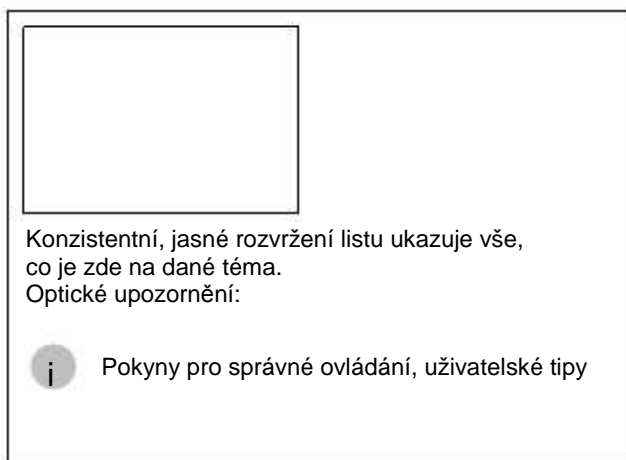 Konzistentní, jasné rozvržení listu ukazuje vše,
co je zde na dané téma.
Optické upozornění:
i Pokyny pro správné ovládání, uživatelské tipy